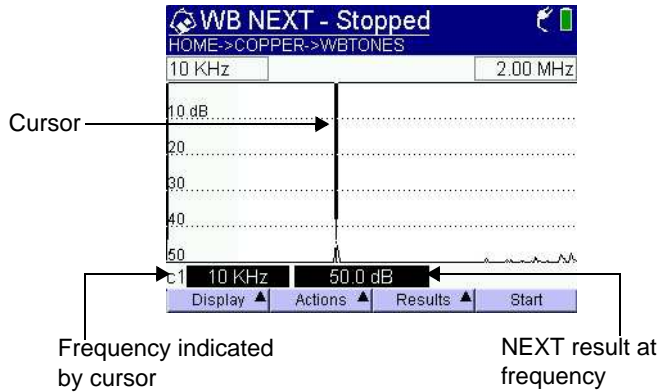 WB NEXT - Stopped
HOME->COPPER->WBTONES
10 KHz 2.00 MHz
10 dB
Cursor
20
30
40
50
c1 10 KHz 50.0 dB
Display Actions Results Start
Frequency indicated
by cursor
NEXT result at
frequency